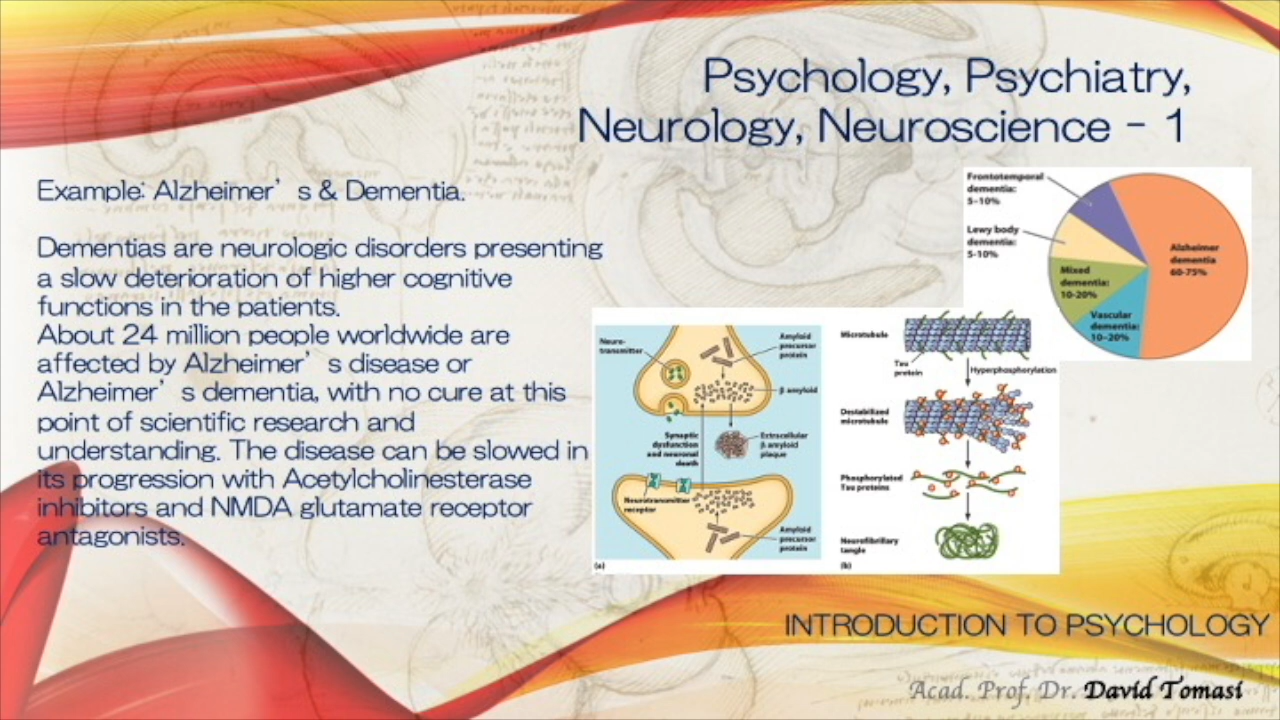 Psychology, Psychiatry,
Neurology, Neuroscience - 1
Example: Alzheimer's & Dementia.
Dementias are neurologic disorders presenting
a slow deterioration of higher cognitive
functions in the patients.
About 24 million people worldwide are
affected by Alzheimer's disease or
Alzheimer's dementia, with no cure at this
point of scientific research and
understanding. The disease can be slowed in
its progression with Acetylcholinesterase
inhibitors and NMDA glutamate receptor
antagonists.
Frontotemporal
dementia:
5-10%
Lewy body
dementia:
5-10%
Mixed
dementia:
10-20%
Vascular
dementia:
10-20%
Alzheimer
dementia
60-75%
Neuro-
transmitter
Amyloid
precursor
protein
β amyloid
Synaptic
dysfunction
and neuronal
death
Extracellular
β amyloid
plaque
Neurotransmitter
receptor
Amyloid
precursor
protein
(a)
Microtubule
Tau
protein
Hyperphosphorylation
Destabilized
microtubule
Phosphorylated
Tau proteins
Neurofibrillary
tangle
(b)
INTRODUCTION TO PSYCHOLOGY
Acad. Prof. Dr. David Tomasi